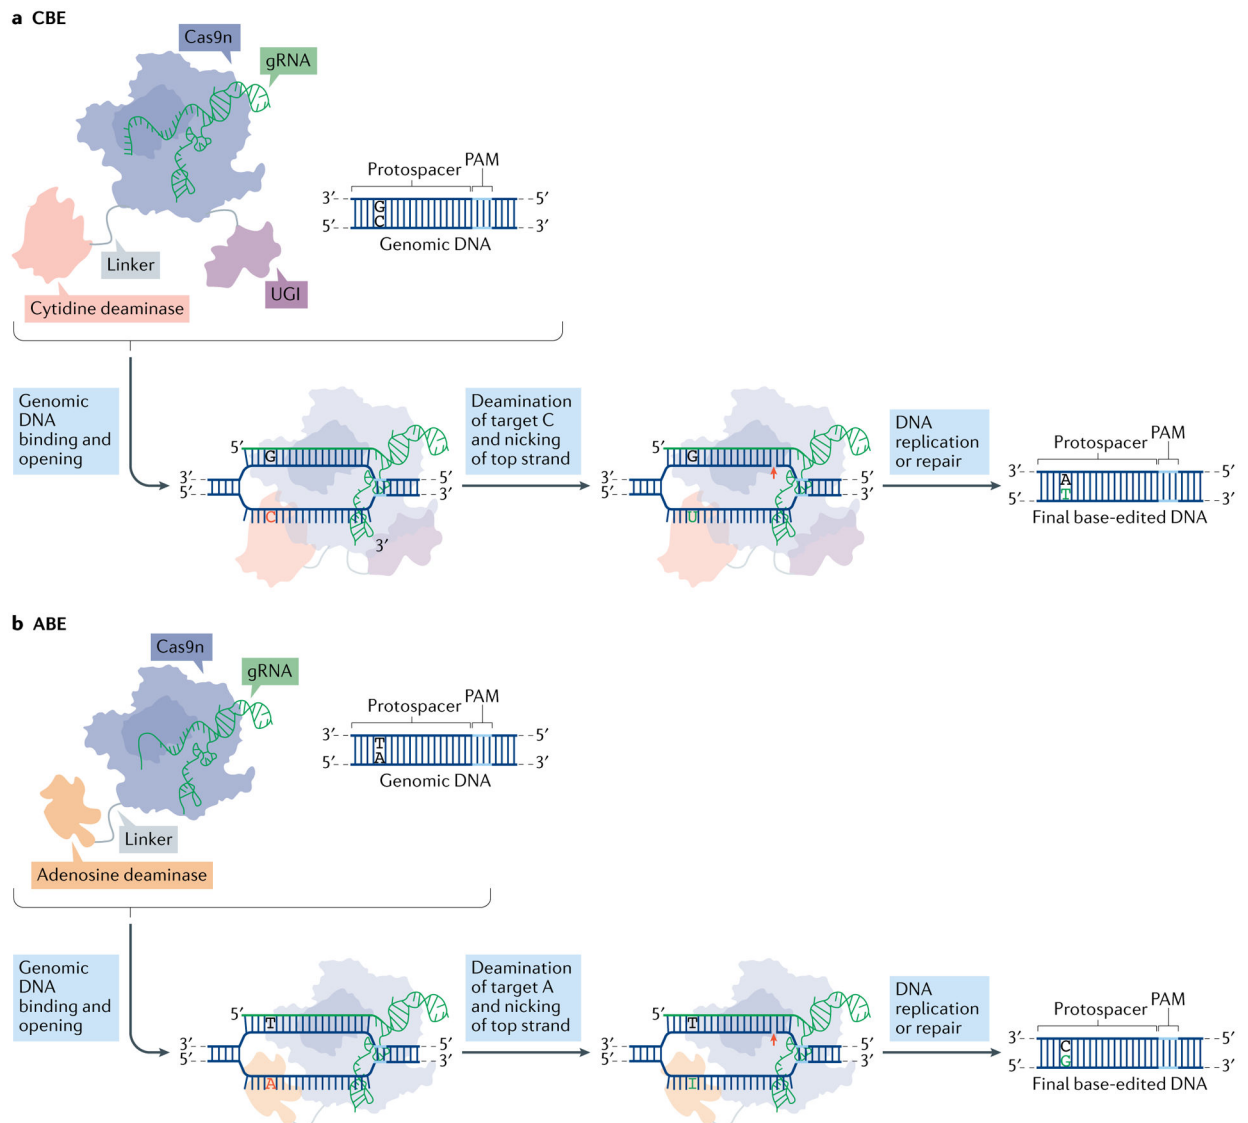 a CBE
Cas9n
gRNA
Protospacer
PAM
3′
5′
G
C
5′
3′
Genomic DNA
Linker
UGI
Cytidine deaminase
Genomic
DNA
binding and
opening
5′
G
3′
5′
5′
3′
C
3′
Deamination
of target C
and nicking
of top strand
G
3′
5′
5′
3′
U
DNA
replication
or repair
Protospacer
PAM
3′
5′
A
T
5′
3′
Final base-edited DNA
b ABE
Cas9n
gRNA
Protospacer
PAM
3′
5′
T
A
5′
3′
Genomic DNA
Linker
Adenosine deaminase
Genomic
DNA
binding and
opening
5′
T
3′
5′
5′
3′
A
Deamination
of target A
and nicking
of top strand
T
3′
5′
5′
3′
I
DNA
replication
or repair
Protospacer
PAM
3′
5′
C
G
5′
3′
Final base-edited DNA